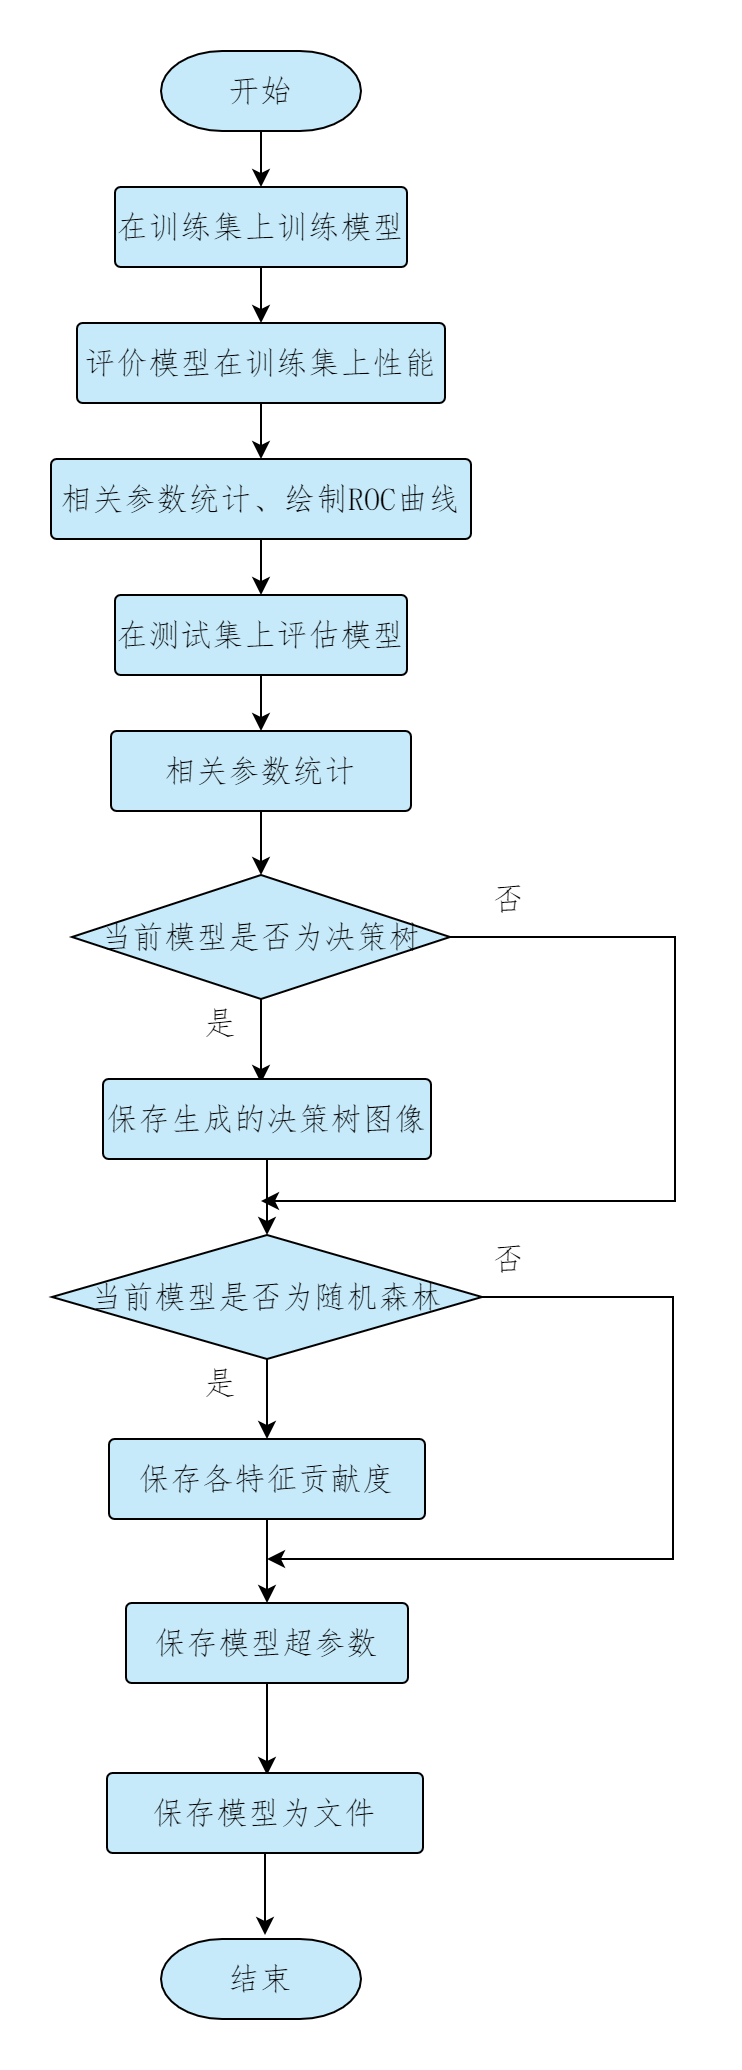 开始
在训练集上训练模型
评价模型在训练集上性能
相关参数统计、绘制ROC曲线
在测试集上评估模型
相关参数统计
否
当前模型是否为决策树
是
保存生成的决策树图像
否
当前模型是否为随机森林
是
保存各特征贡献度
保存模型超参数
保存模型为文件
结束